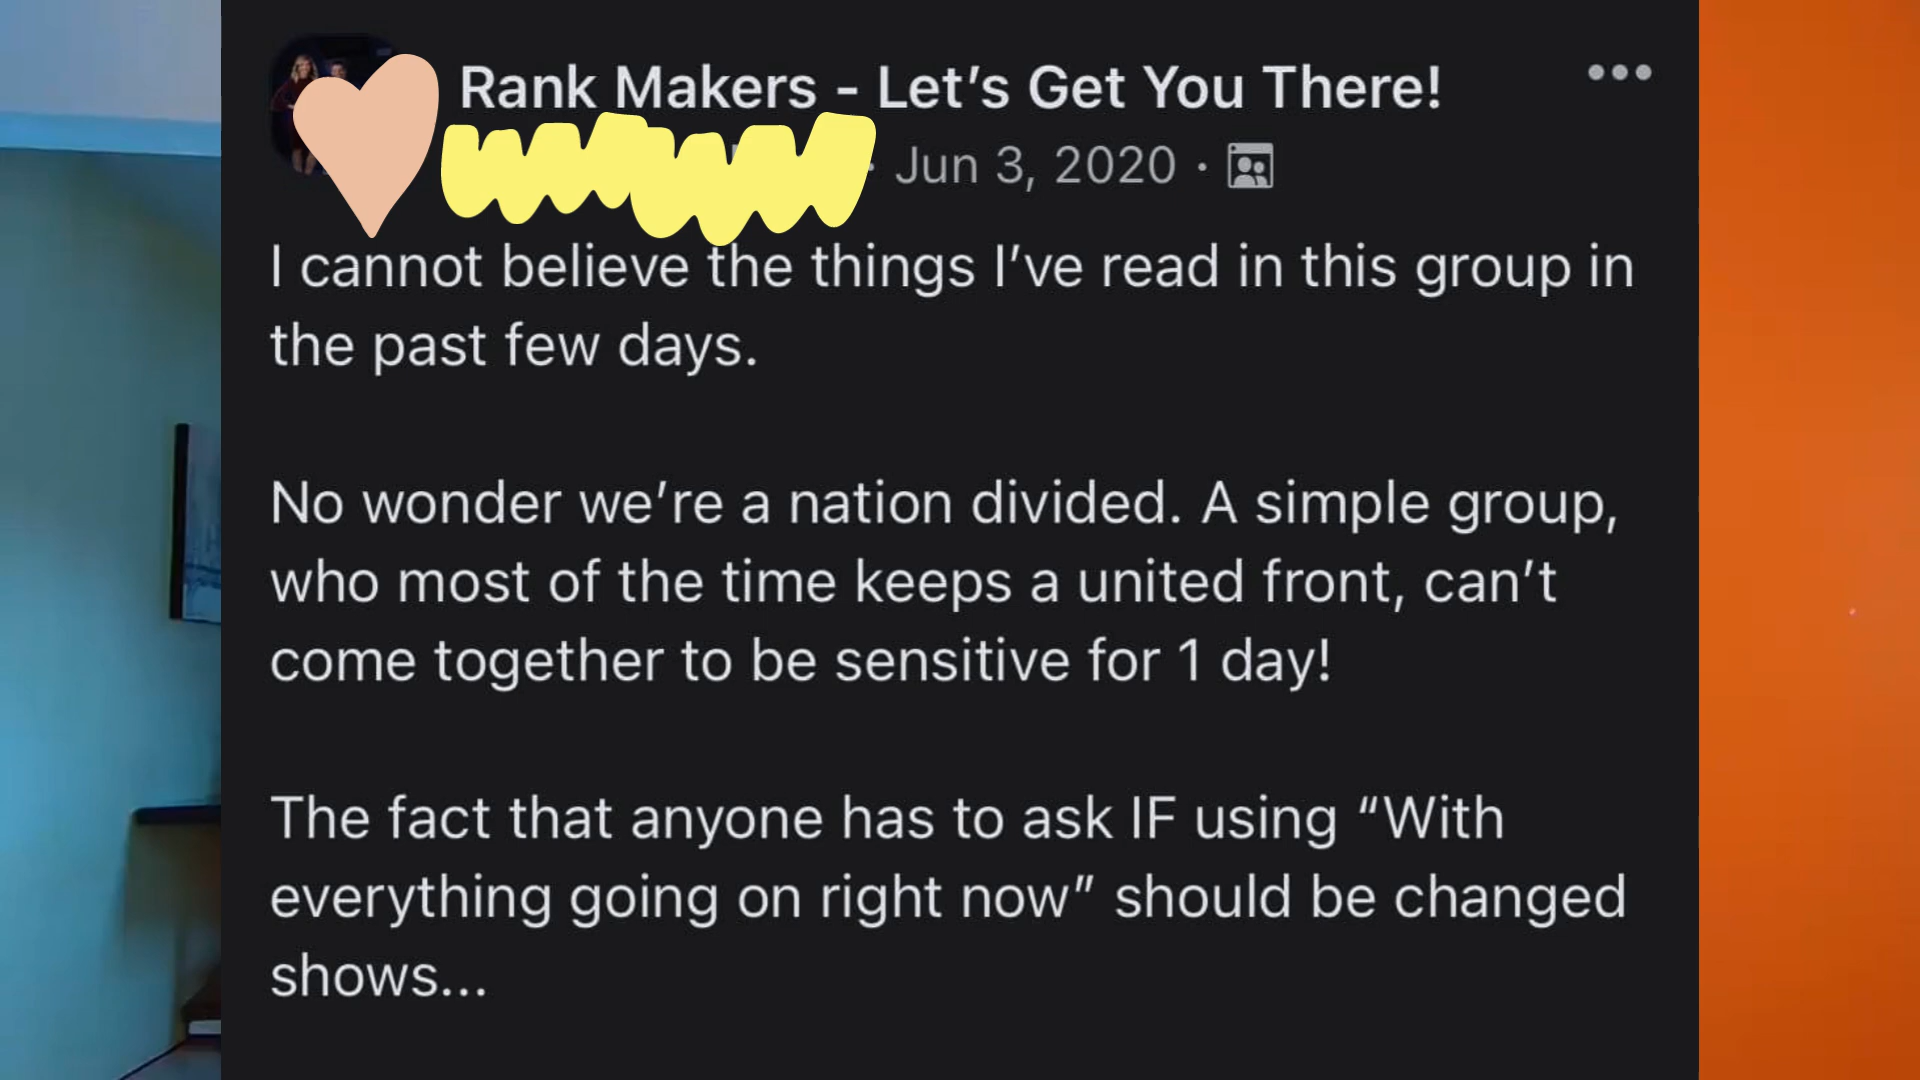 Rank Makers - Let's Get You There!
· Jun 3, 2020 ·
I cannot believe the things I've read in this group in
the past few days.
No wonder we're a nation divided. A simple group,
who most of the time keeps a united front, can't
come together to be sensitive for 1 day!
The fact that anyone has to ask IF using “With
everything going on right now” should be changed
shows...